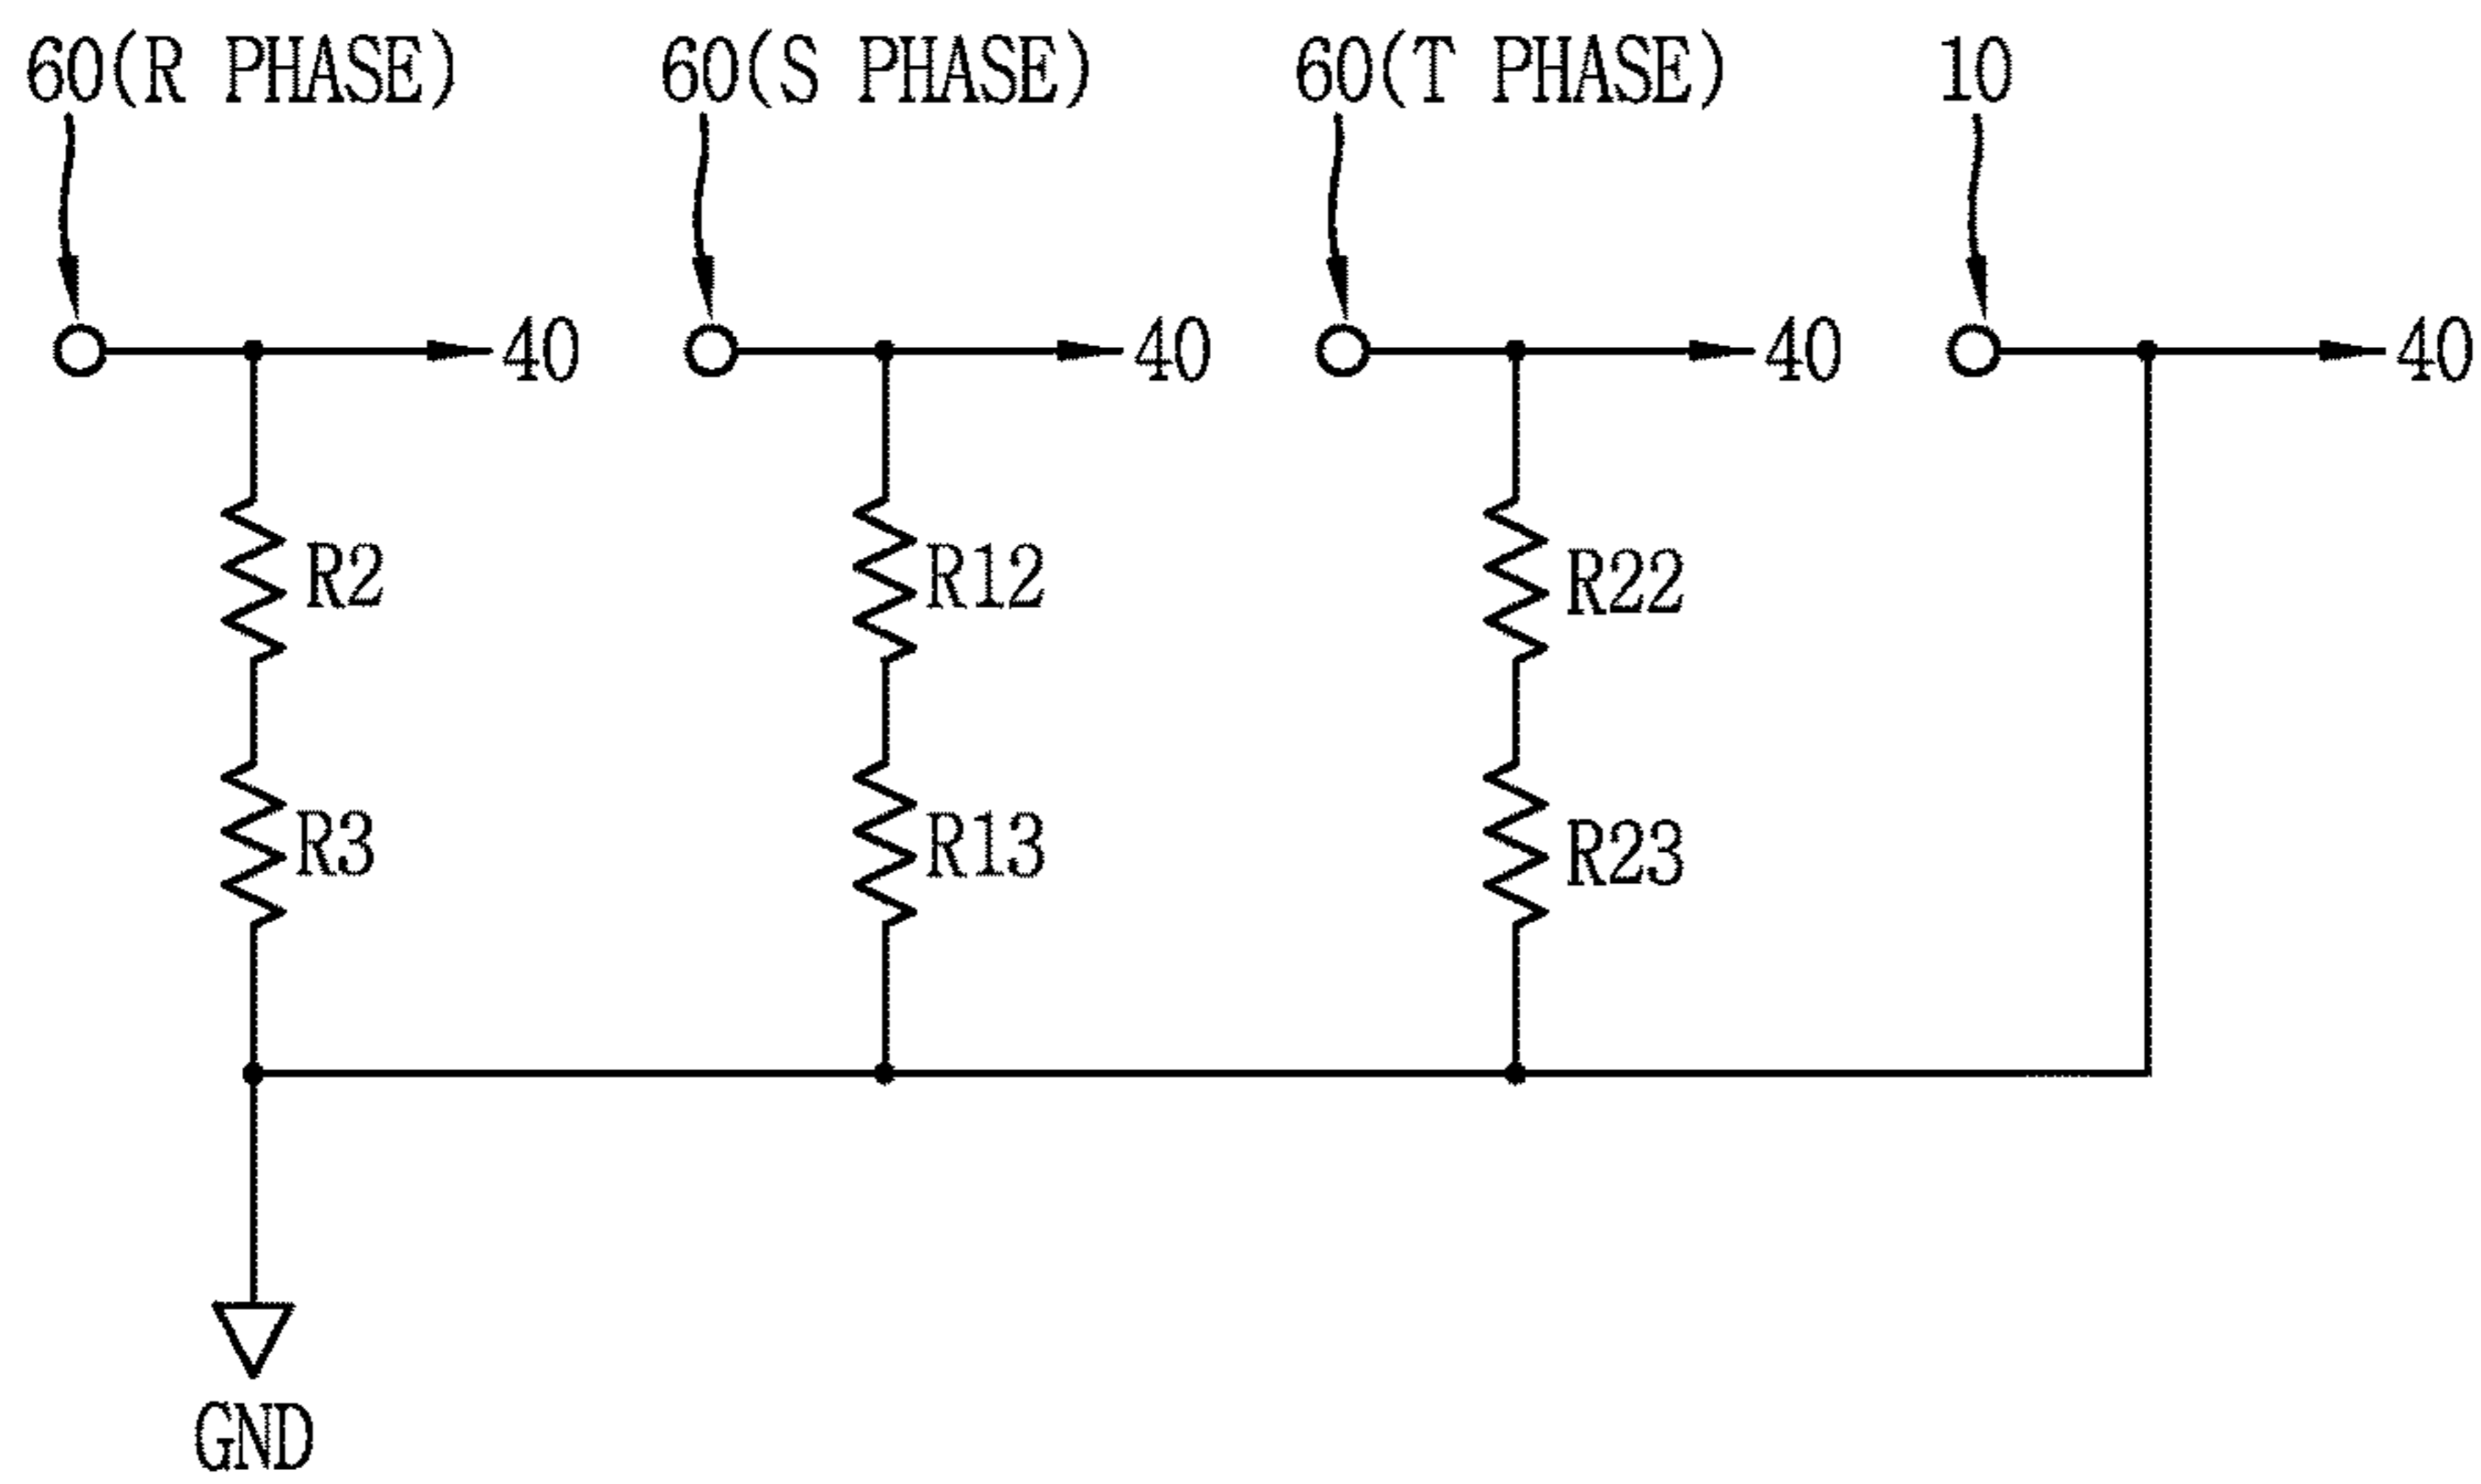 60(R PHASE)
60(S PHASE)
60(T PHASE)
10
40
40
40
40
R2
R12
R22
R3
R13
R23
GND